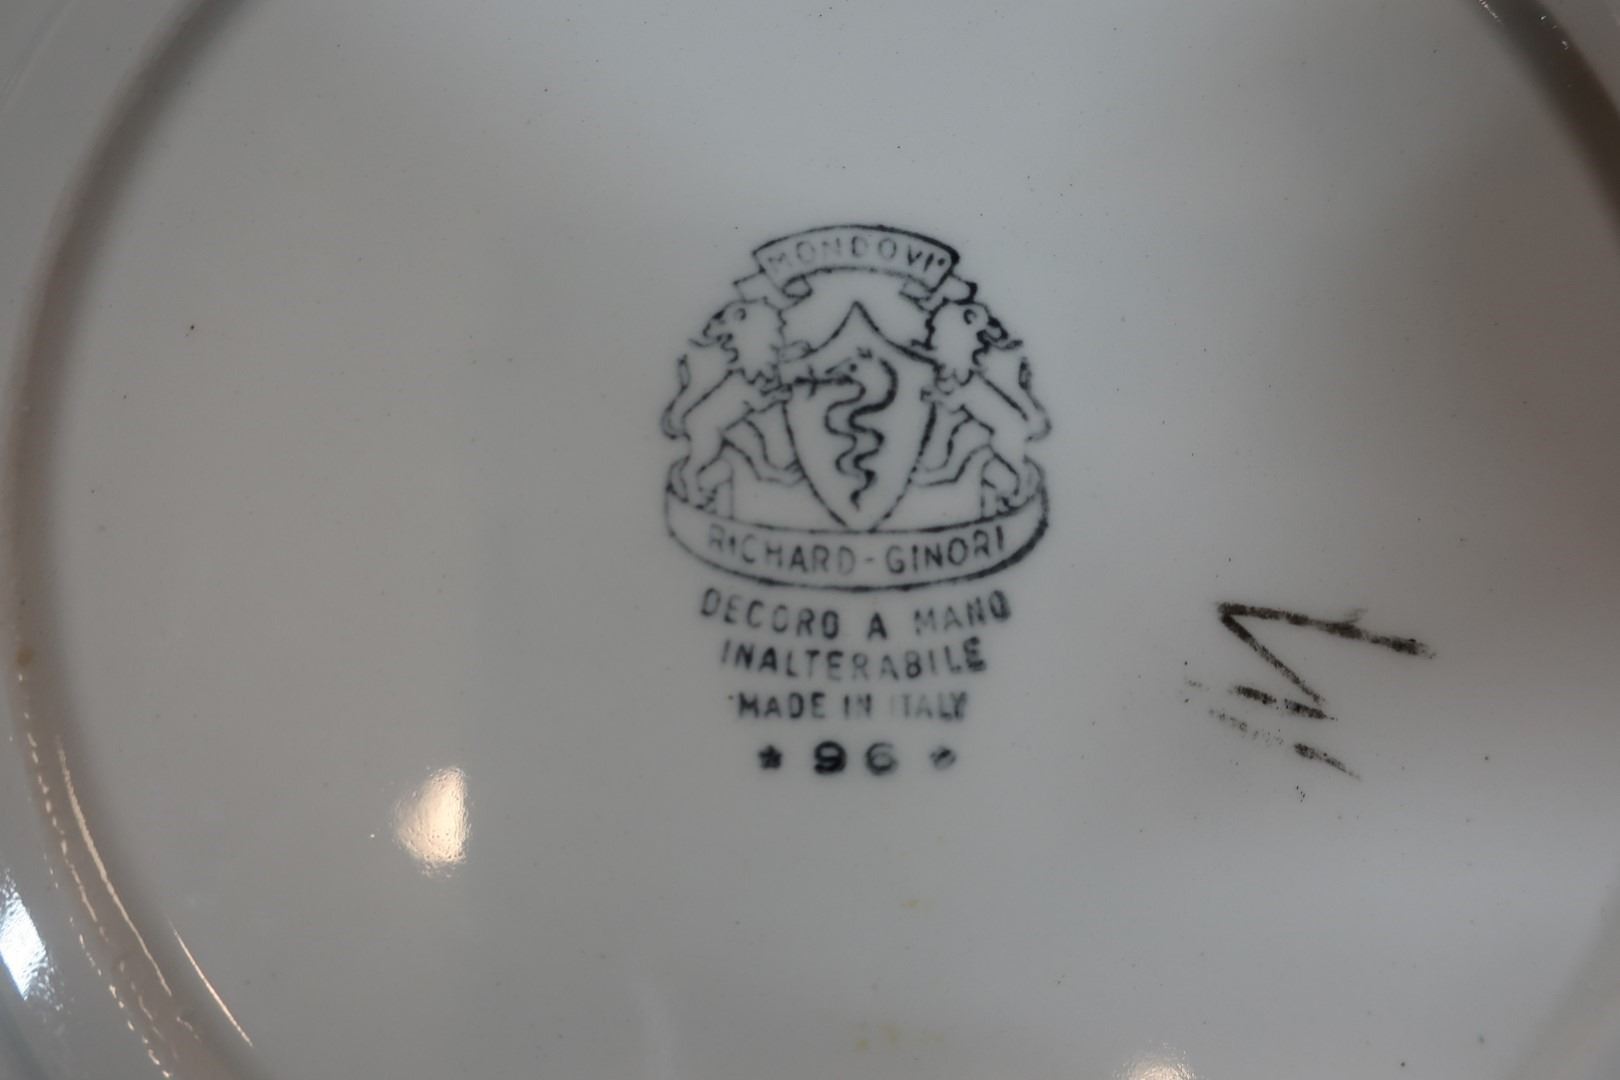 MONDOVI'
RICHARD-GINORI
DECORO A MANO
INALTERABILE
MADE IN ITALY
* 96 *